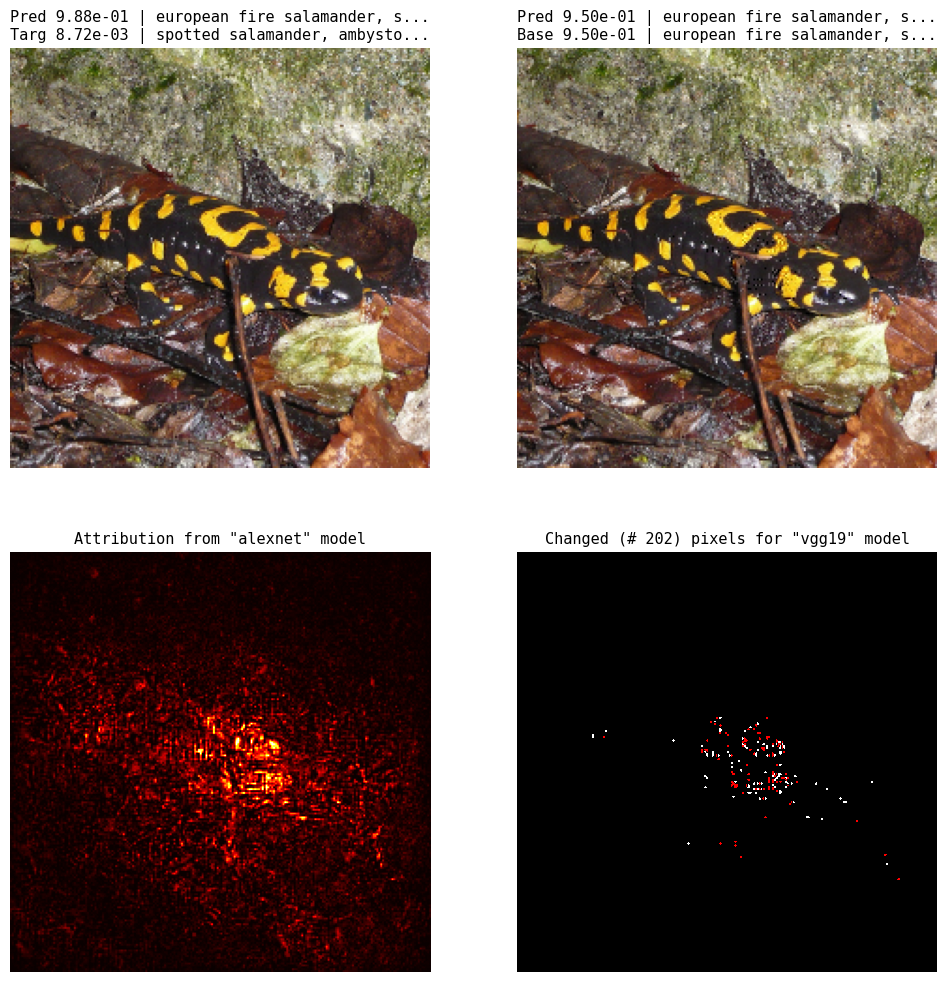 Pred 9.88e-01 | european fire salamander, s...
Targ 8.72e-03 | spotted salamander, ambysto...
Pred 9.50e-01 | european fire salamander, s...
Base 9.50e-01 | european fire salamander, s...
Attribution from "alexnet" model
Changed (# 202) pixels for "vgg19" model